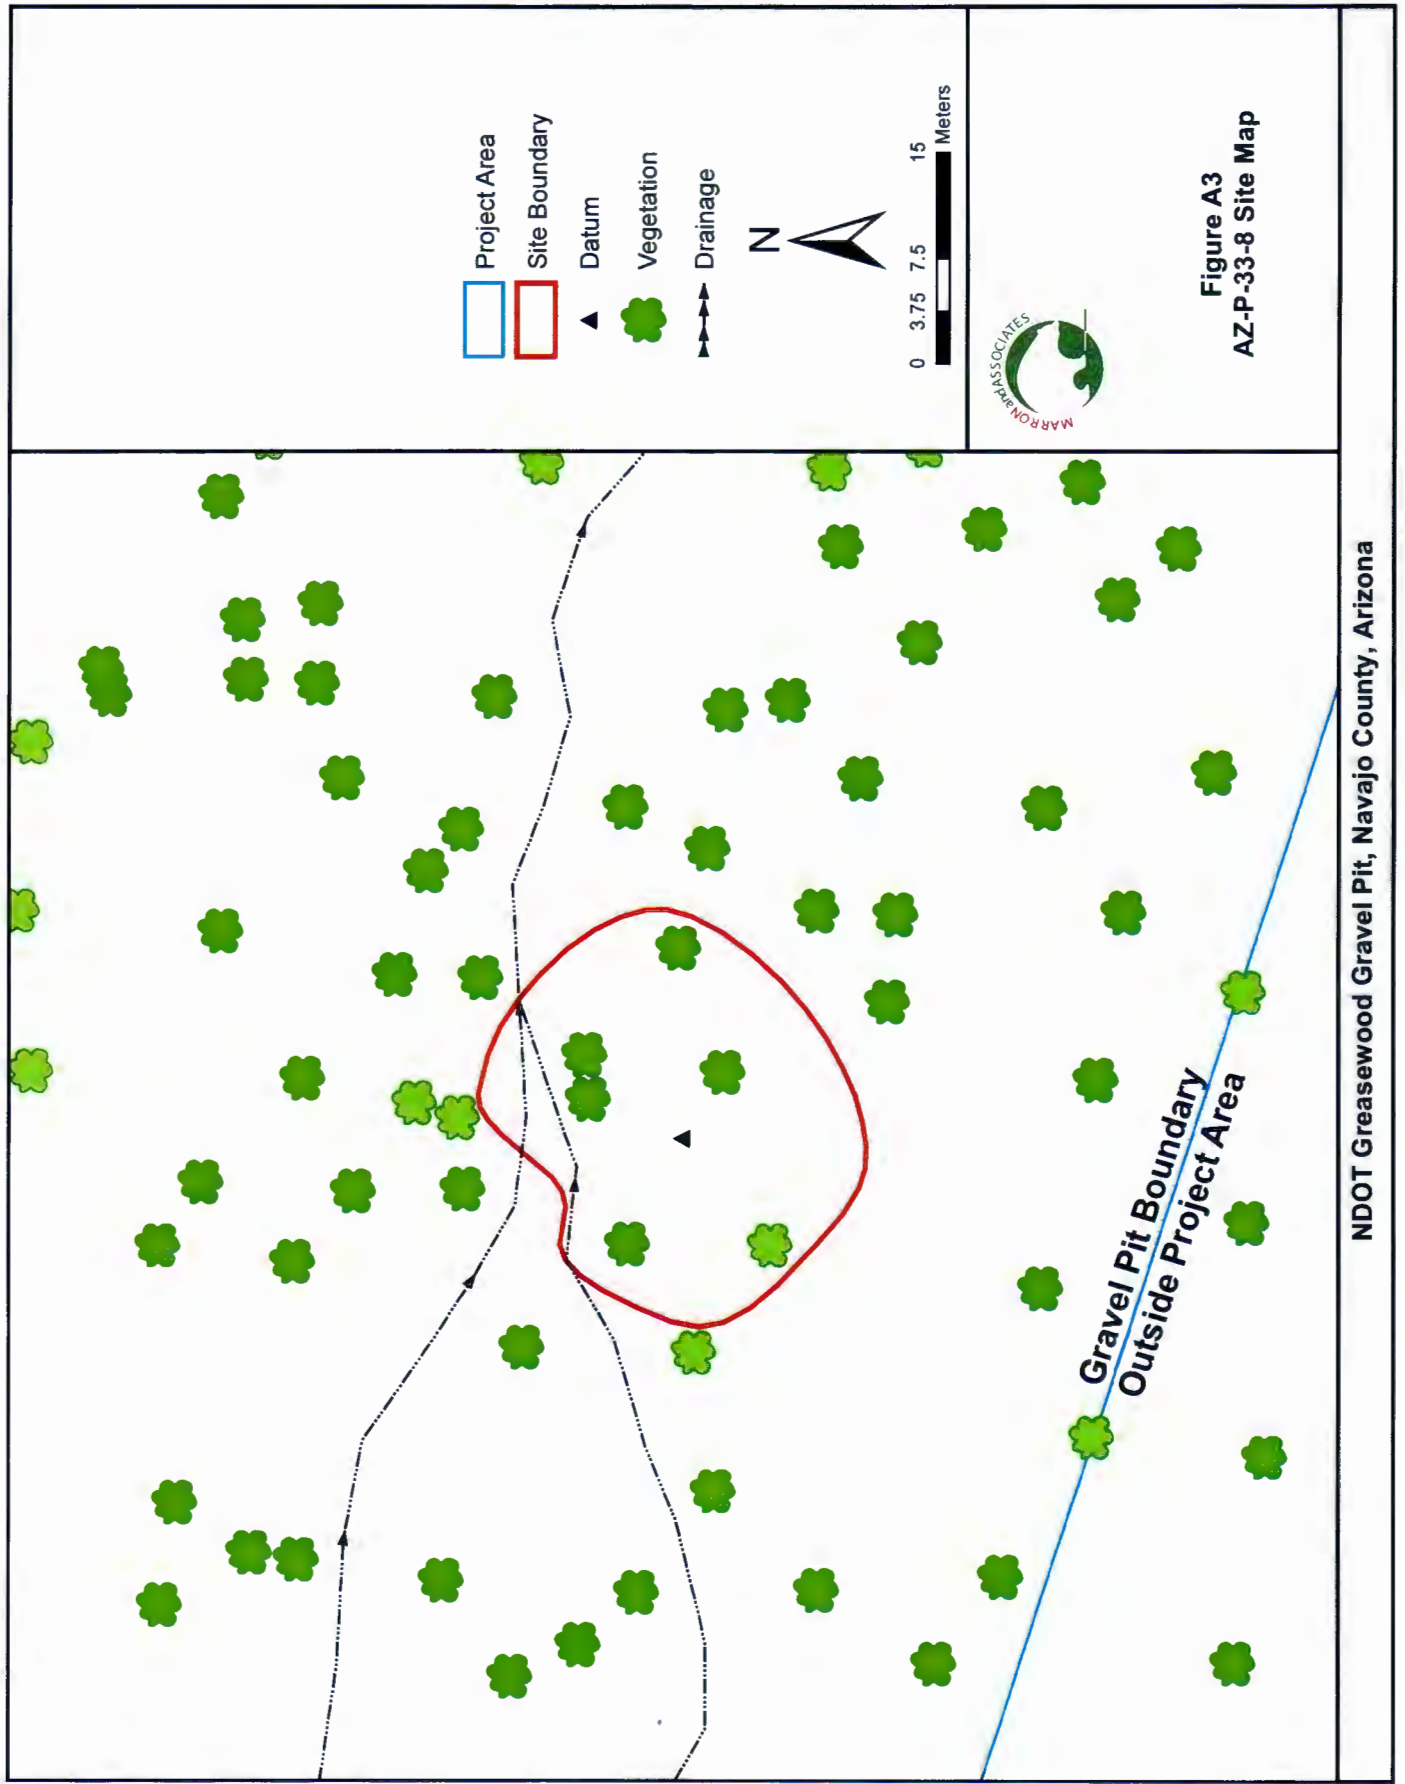 Project Area
Site Boundary
Datum
Vegetation
Drainage
N
0 3.75 7.5 15
Meters
MARRON and ASSOCIATES
Figure A3
AZ-P-33-8 Site Map
Gravel Pit Boundary
Outside Project Area
NDOT Greasewood Gravel Pit, Navajo County, Arizona